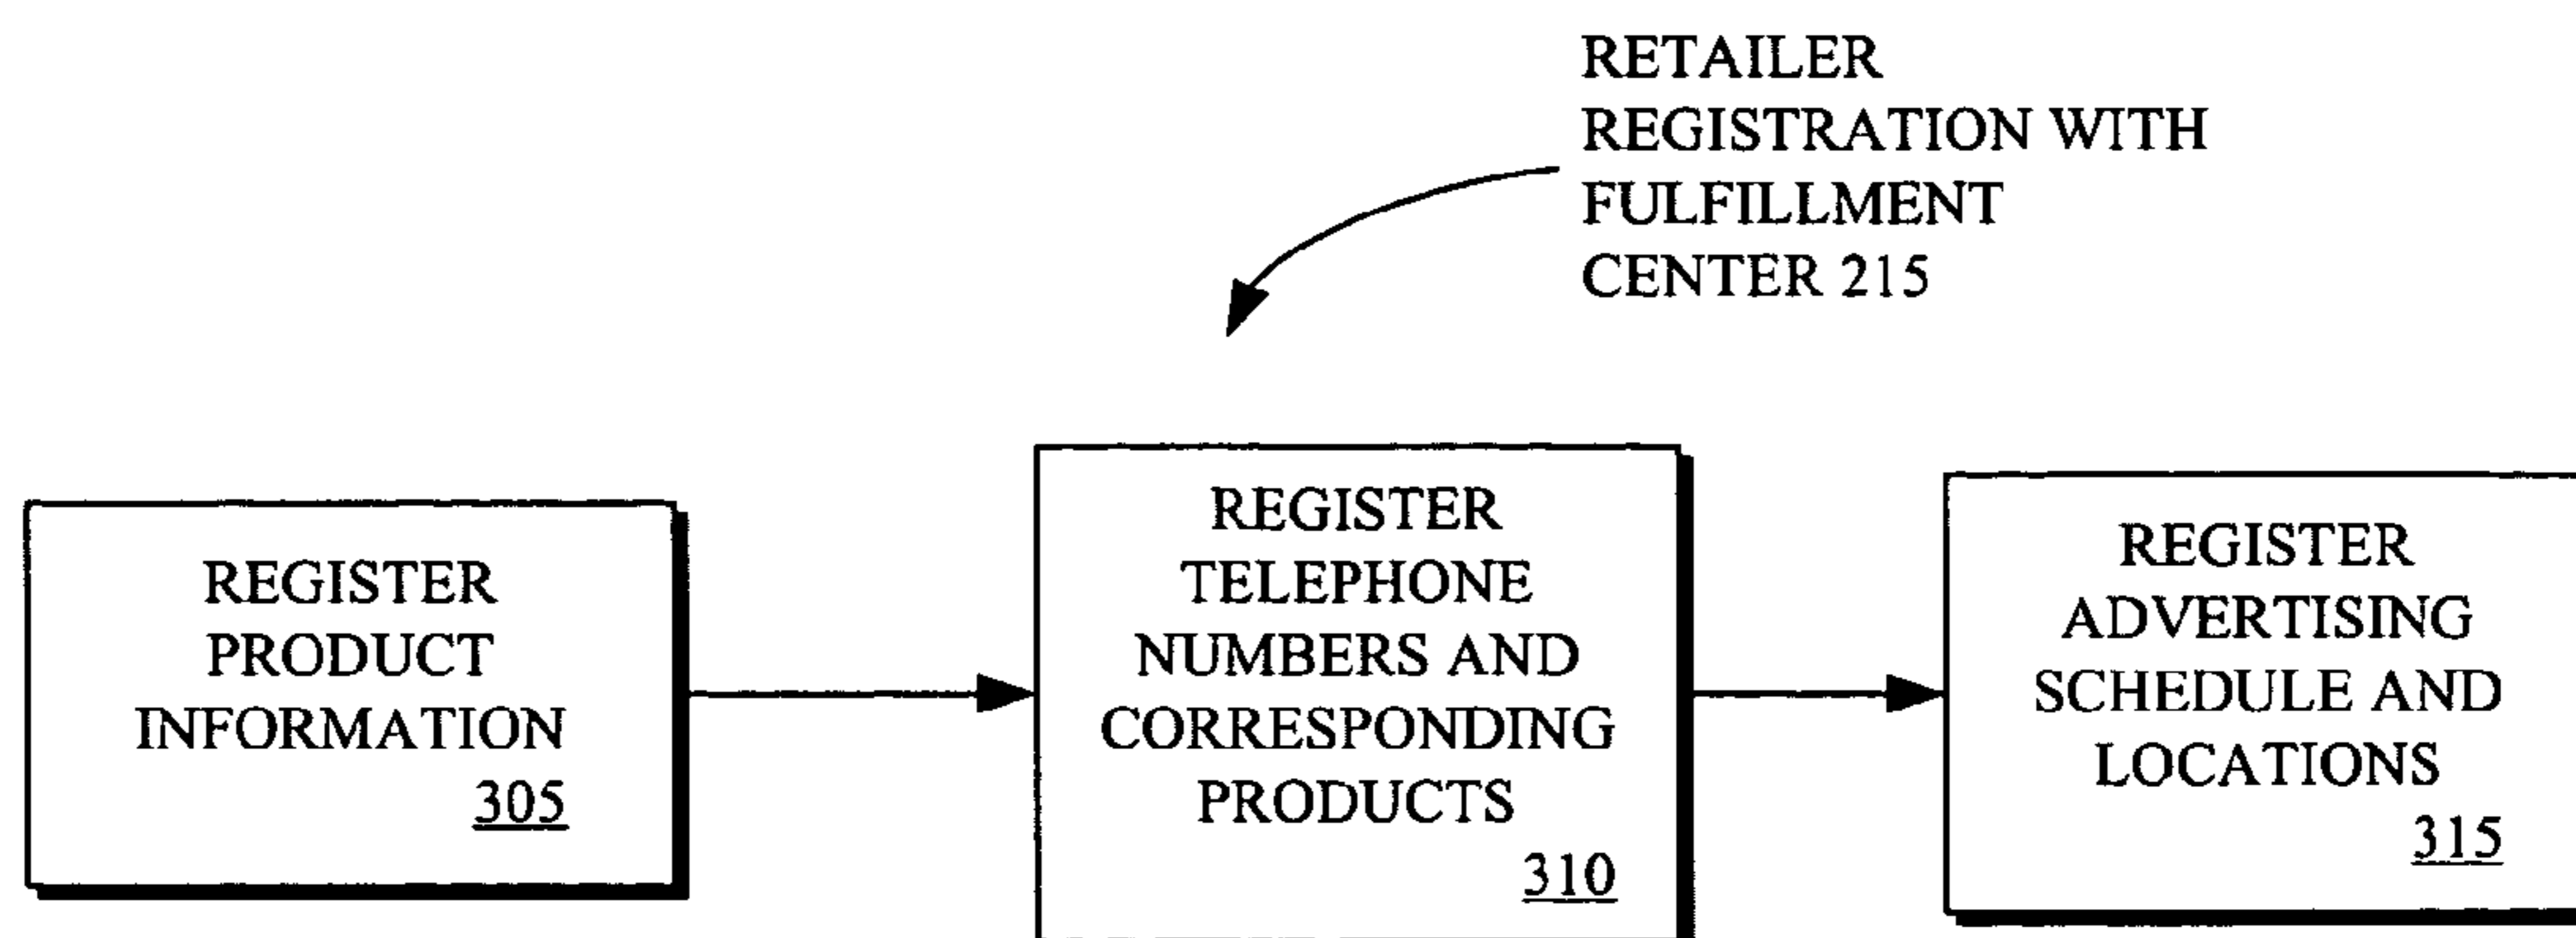 RETAILER
REGISTRATION WITH
FULFILLMENT
CENTER 215
REGISTER
PRODUCT
INFORMATION
305
REGISTER
TELEPHONE
NUMBERS AND
CORRESPONDING
PRODUCTS
310
REGISTER
ADVERTISING
SCHEDULE AND
LOCATIONS
315